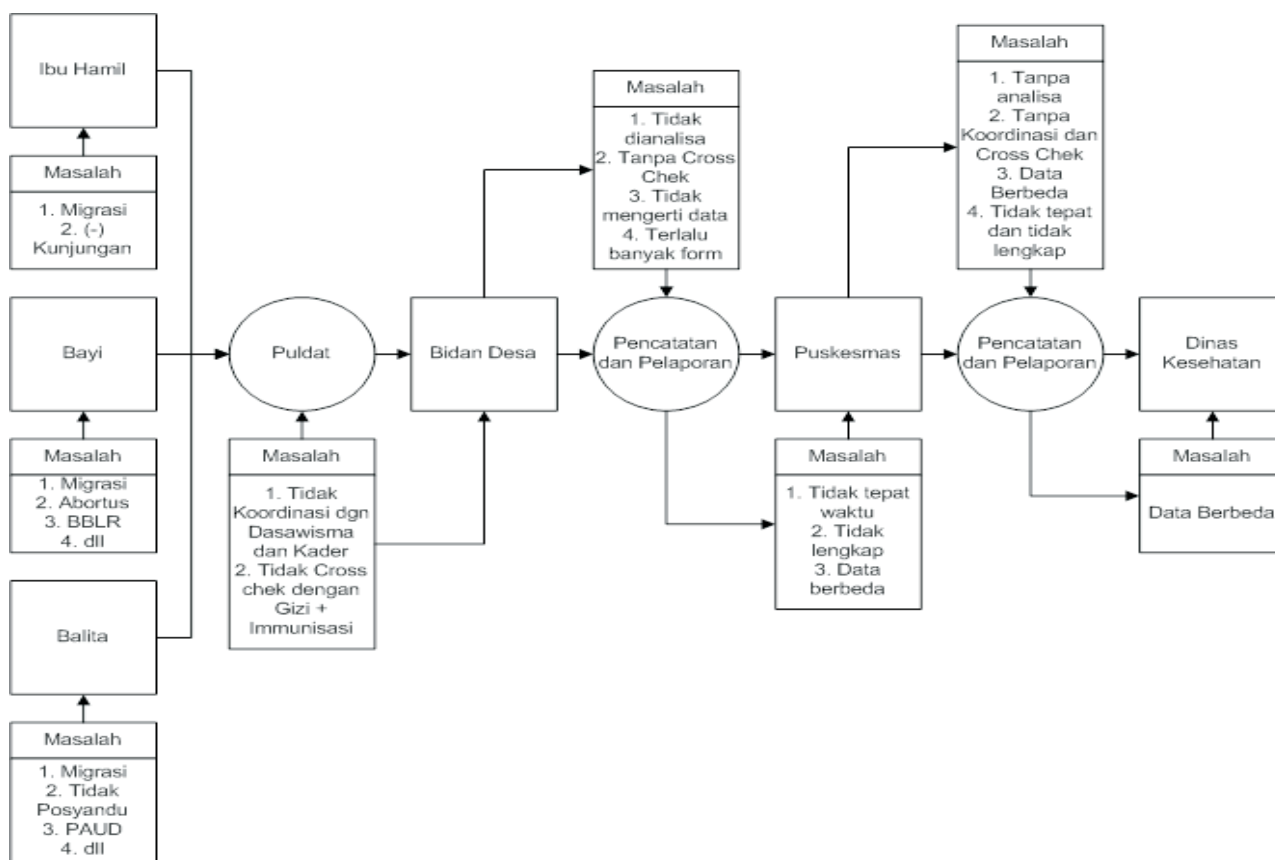 Ibu Hamil
Masalah
1. Migrasi
2. (-)
Kunjungan
Bayi
Masalah
1. Migrasi
2. Abortus
3. BBLR
4. dll
Balita
Masalah
1. Migrasi
2. Tidak
Posyandu
3. PAUD
4. dll
Puldat
Masalah
1. Tidak
Koordinasi dgn
Dasawisma
dan Kader
2. Tidak Cross
chek dengan
Gizi +
Immunisasi
Bidan Desa
Masalah
1. Tidak
dianalisa
2. Tanpa Cross
Chek
3. Tidak
mengerti data
4. Terlalu
banyak form
Pencatatan
dan Pelaporan
Puskesmas
Masalah
1. Tidak tepat
waktu
2. Tidak
lengkap
3. Data
berbeda
Masalah
1. Tanpa
analisa
2. Tanpa
Koordinasi dan
Cross Chek
3. Data
Berbeda
4. Tidak tepat
dan tidak
lengkap
Pencatatan
dan Pelaporan
Dinas
Kesehatan
Masalah
Data Berbeda